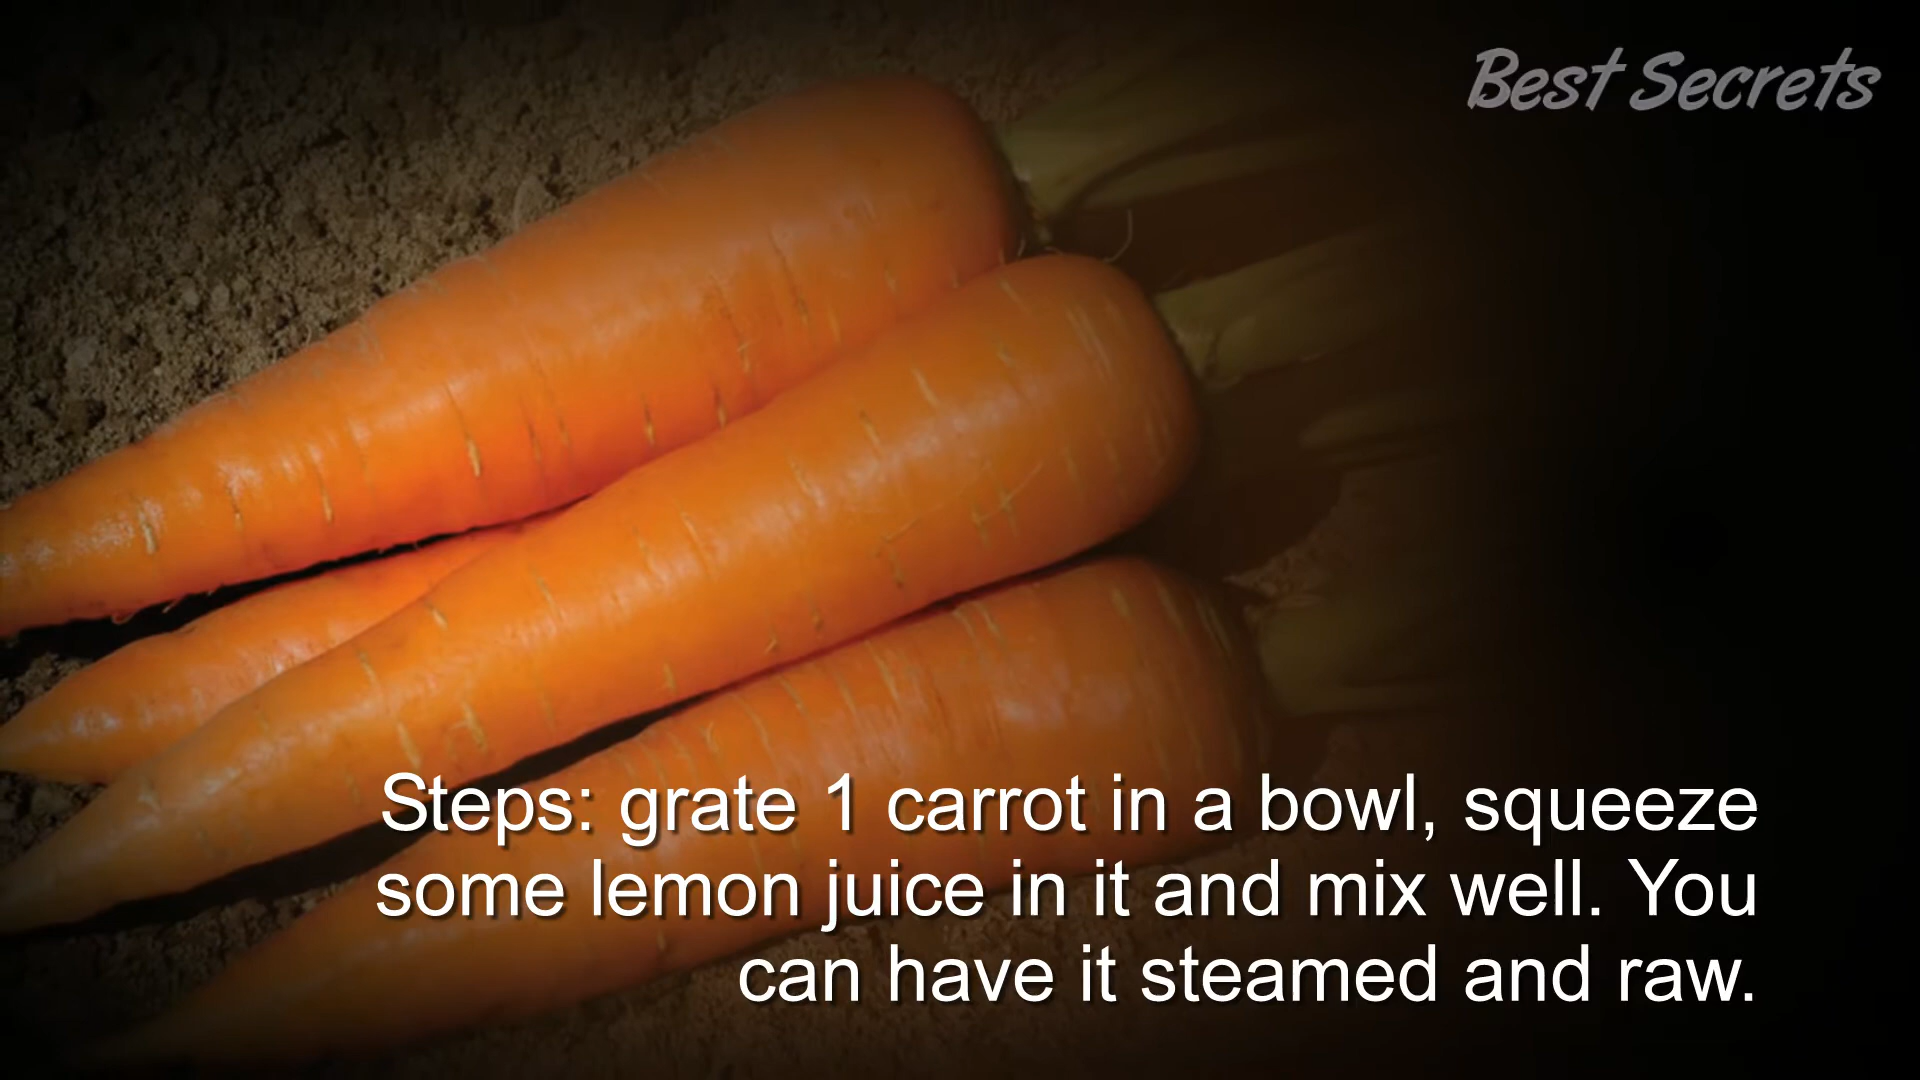 Best Secrets
Steps: grate 1 carrot in a bowl, squeeze
some lemon juice in it and mix well. You
can have it steamed and raw.